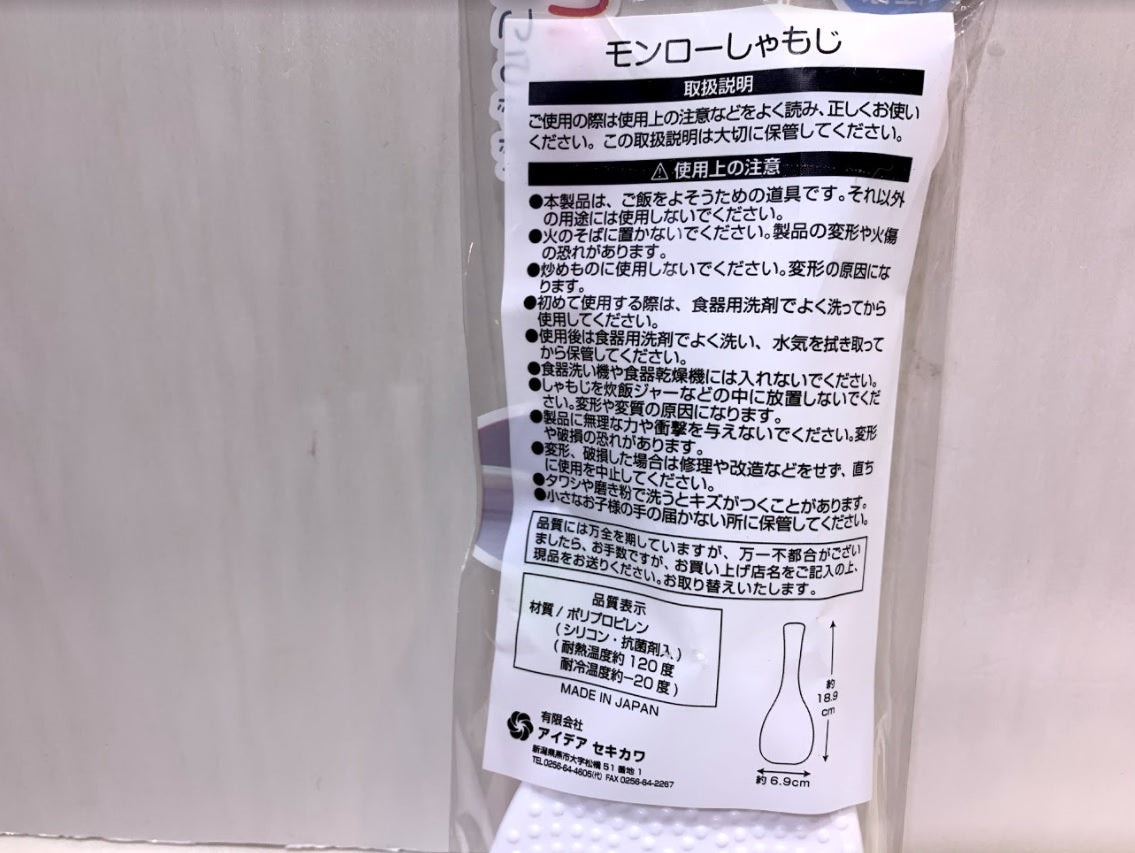 モンローしゃもじ
取扱説明
ご使用の際は使用上の注意などをよく読み、正しくお使い
ください。この取扱説明は大切に保管してください。
⚠ 使用上の注意
●本製品は、ご飯をよそうための道具です。それ以外
の用途には使用しないでください。
●火のそばに置かないでください。製品の変形や火傷
の恐れがあります。
●炒めものに使用しないでください。変形の原因にな
ります。
●初めて使用する際は、食器用洗剤でよく洗ってから
使用してください。
●使用後は食器用洗剤でよく洗い、水気を拭き取って
から保管してください。
●食器洗い機や食器乾燥機には入れないでください。
●しゃもじを炊飯ジャーなどの中に放置しないでくだ
さい。変形や変質の原因になります。
●製品に無理な力や衝撃を与えないでください。変形
や破損の恐れがあります。
●変形、破損した場合は修理や改造などをせず、直ち
に使用を中止してください。
●タワシや磨き粉で洗うとキズがつくことがあります。
●小さなお子様の手の届かない所に保管してください。
品質には万全を期していますが、万一不都合がござい
ましたら、お手数ですが、お買い上げ店名をご記入の上、
現品をお送りください。お取り替えいたします。
品質表示
材質/ポリプロピレン
(シリコン・抗菌剤入)
(耐熱温度約120度
耐冷温度約−20度)
MADE IN JAPAN
約
18.9
cm
約6.9cm
有限会社
アイデア セキカワ
新潟県燕市大字松橋51番地1
TEL0256-64-4606(代) FAX0256-64-2267